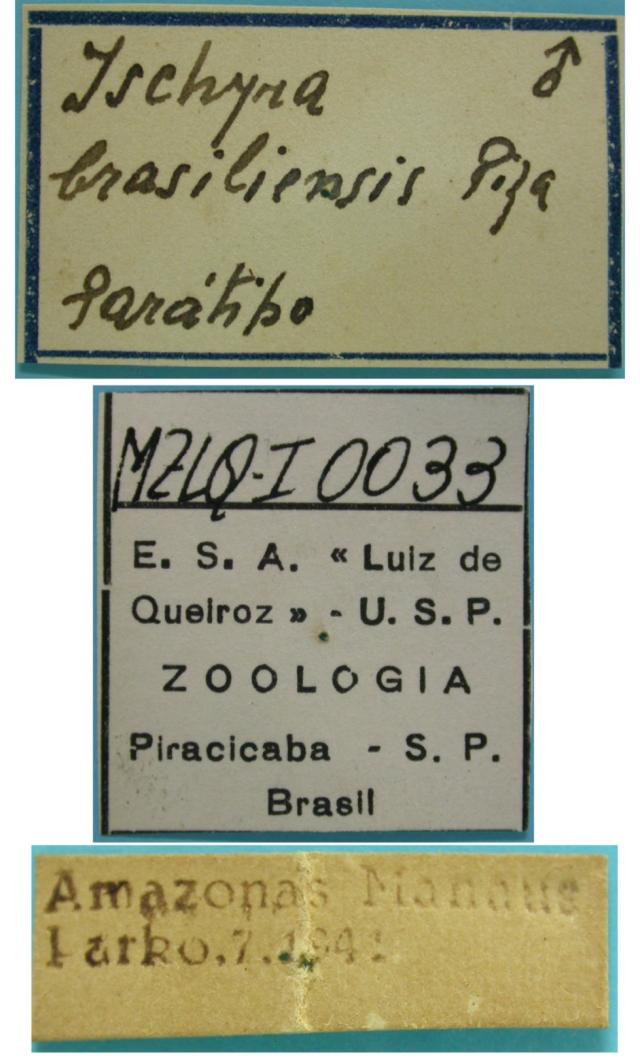 Ischyra ♂
brasiliensis Piza
Parátipo
MZLQ-I 0033
E. S. A. « Luiz de
Queiroz » - U. S. P.
ZOOLOGIA
Piracicaba - S. P.
Brasil
Amazonas Manaus
Parko.7.1941